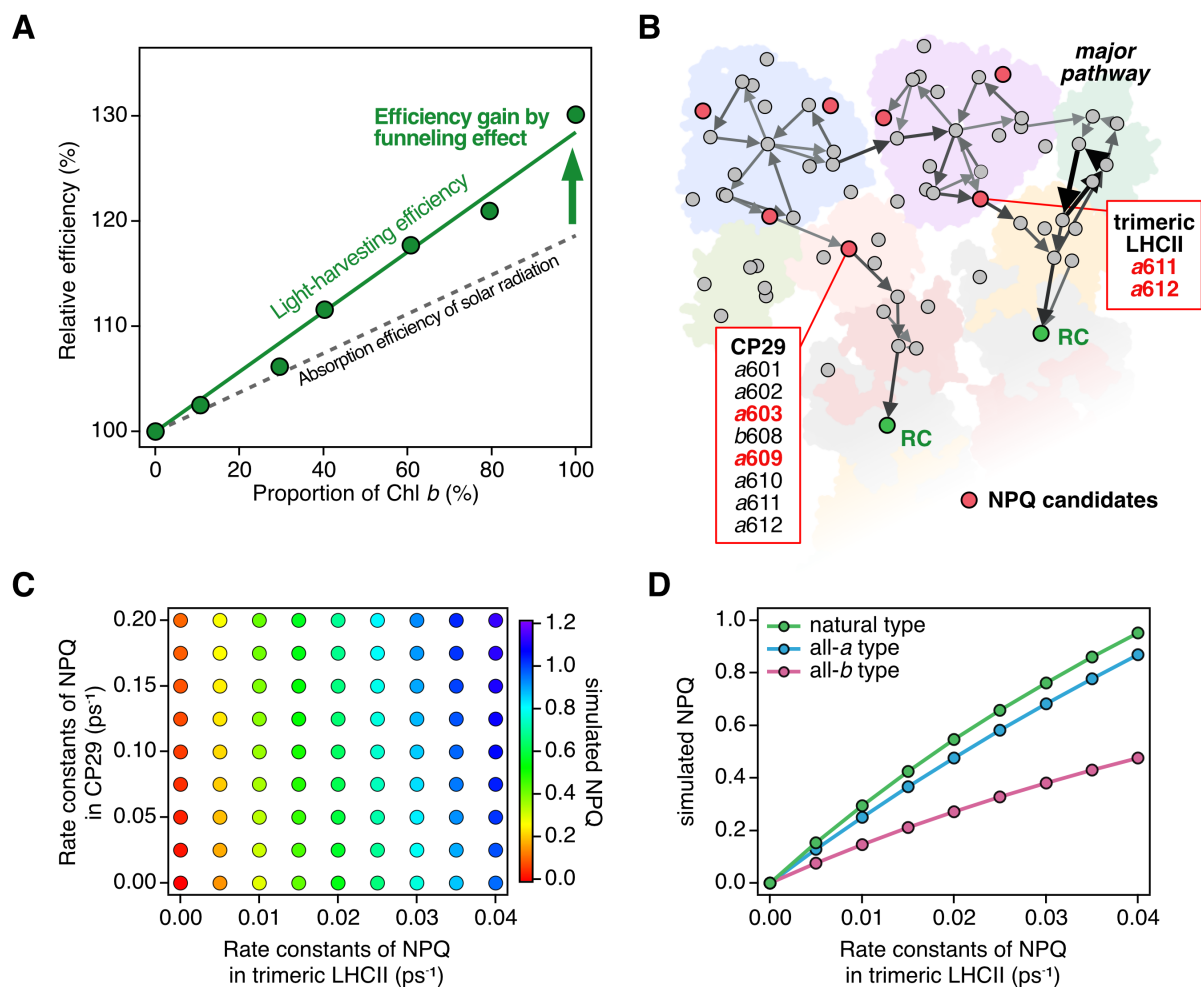 A
Relative efficiency (%)
130
120
110
100
0
20
40
60
80
100
Proportion of Chl b (%)
Efficiency gain by
funneling effect
Light-harvesting efficiency
Absorption efficiency of solar radiation
B
major
pathway
trimeric
LHCII
a611
a612
RC
CP29
a601
a602
a603
b608
a609
a610
a611
a612
RC
NPQ candidates
C
Rate constants of NPQ
in CP29 (ps⁻¹)
0.20
0.15
0.10
0.05
0.00
0.00
0.01
0.02
0.03
0.04
Rate constants of NPQ
in trimeric LHCII (ps⁻¹)
1.2
1.0
0.8
0.6
0.4
0.2
0.0
simulated NPQ
D
simulated NPQ
1.0
0.8
0.6
0.4
0.2
0.0
natural type
all-a type
all-b type
0.00
0.01
0.02
0.03
0.04
Rate constants of NPQ
in trimeric LHCII (ps⁻¹)